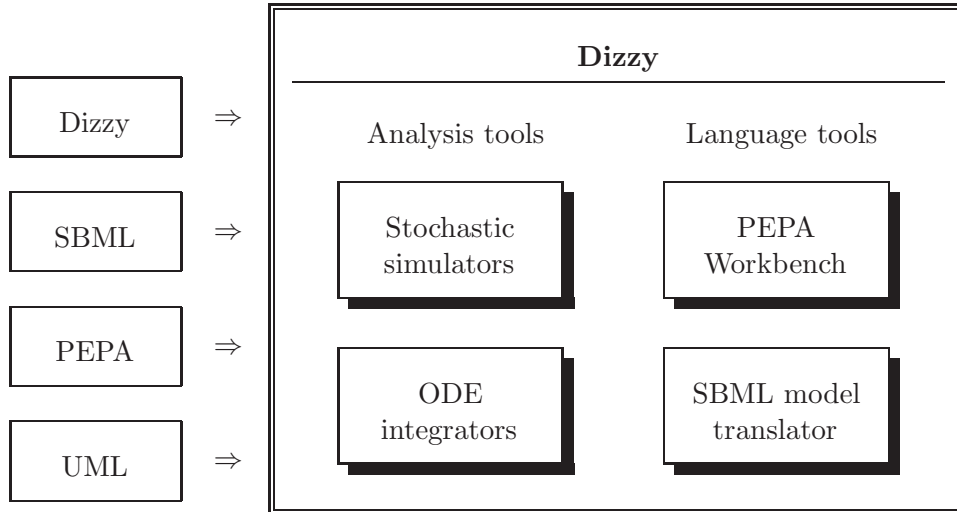 Dizzy
⇒
SBML
⇒
PEPA
⇒
UML
⇒
Dizzy
Analysis tools
Language tools
Stochastic
simulators
PEPA
Workbench
ODE
integrators
SBML model
translator